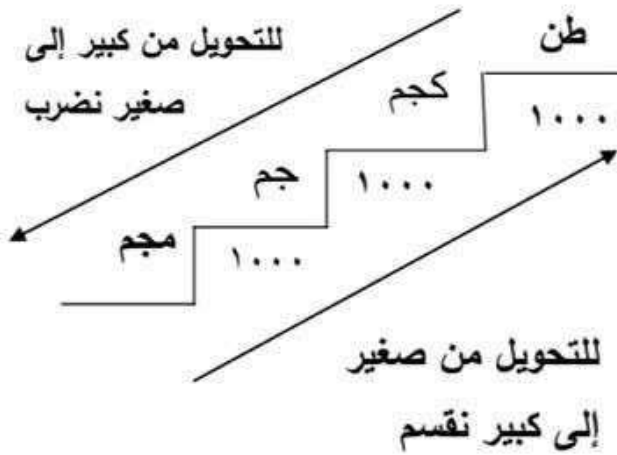 للتحويل من كبير إلى
صغير نضرب
طن
كجم
١٠٠٠
جم
١٠٠٠
مجم
١٠٠٠
للتحويل من صغير
إلى كبير نقسم